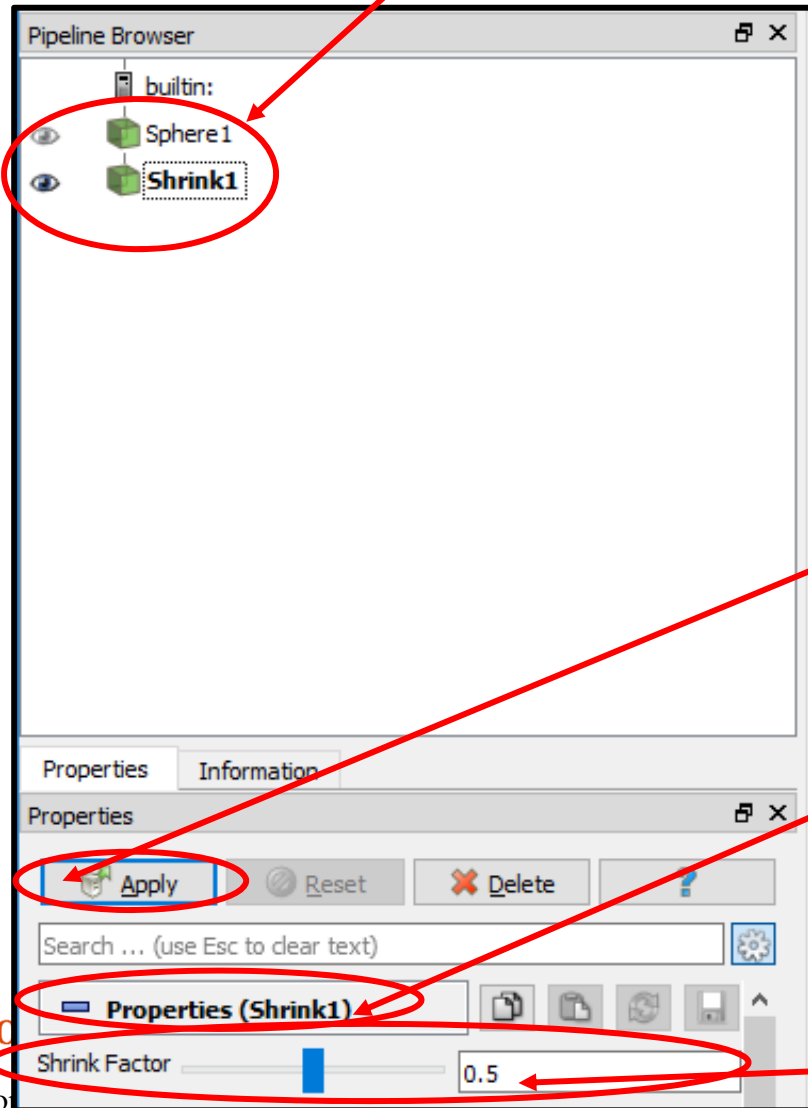 Pipeline Browser
builtin:
Sphere1
Shrink1
Properties Information
Properties
Apply Reset Delete ?
Search ... (use Esc to clear text)
Properties (Shrink1)
Shrink Factor 0.5